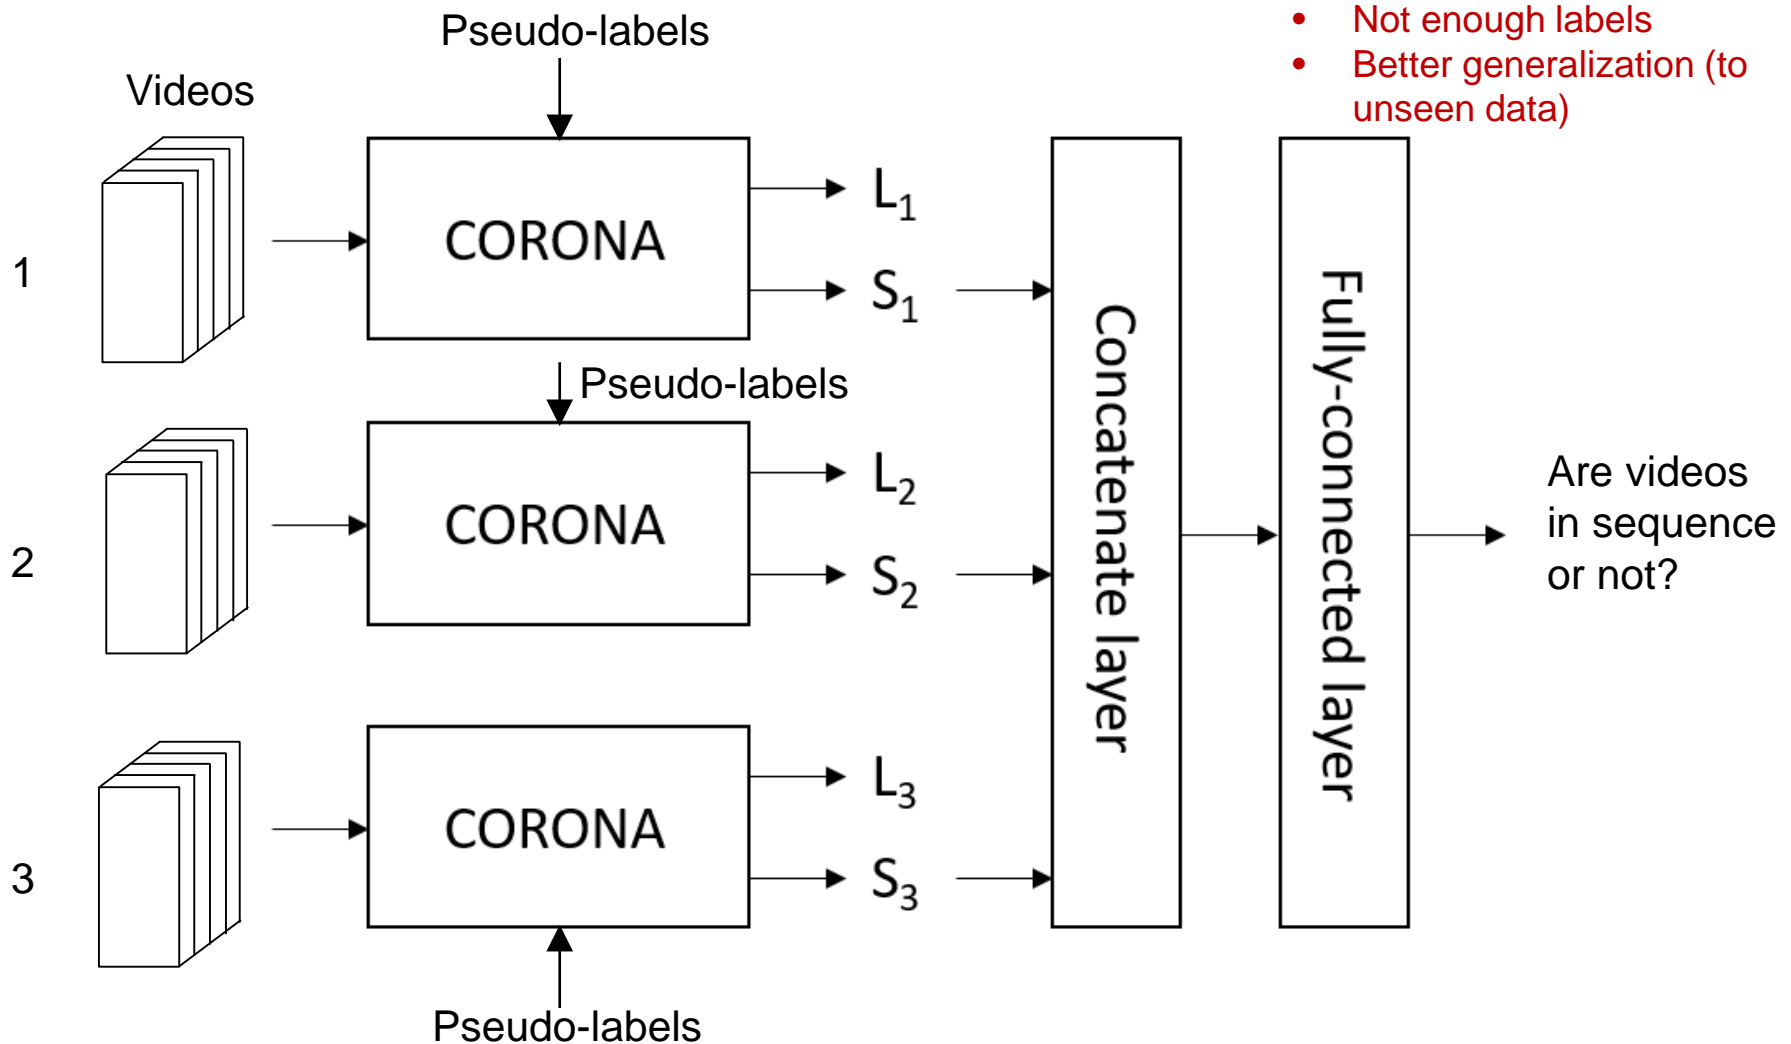 Pseudo-labels
• Not enough labels
• Better generalization (to
unseen data)
Videos
1
CORONA
L₁
S₁
Pseudo-labels
2
CORONA
L₂
S₂
3
CORONA
L₃
S₃
Pseudo-labels
Concatenate layer
Fully-connected layer
Are videos
in sequence
or not?